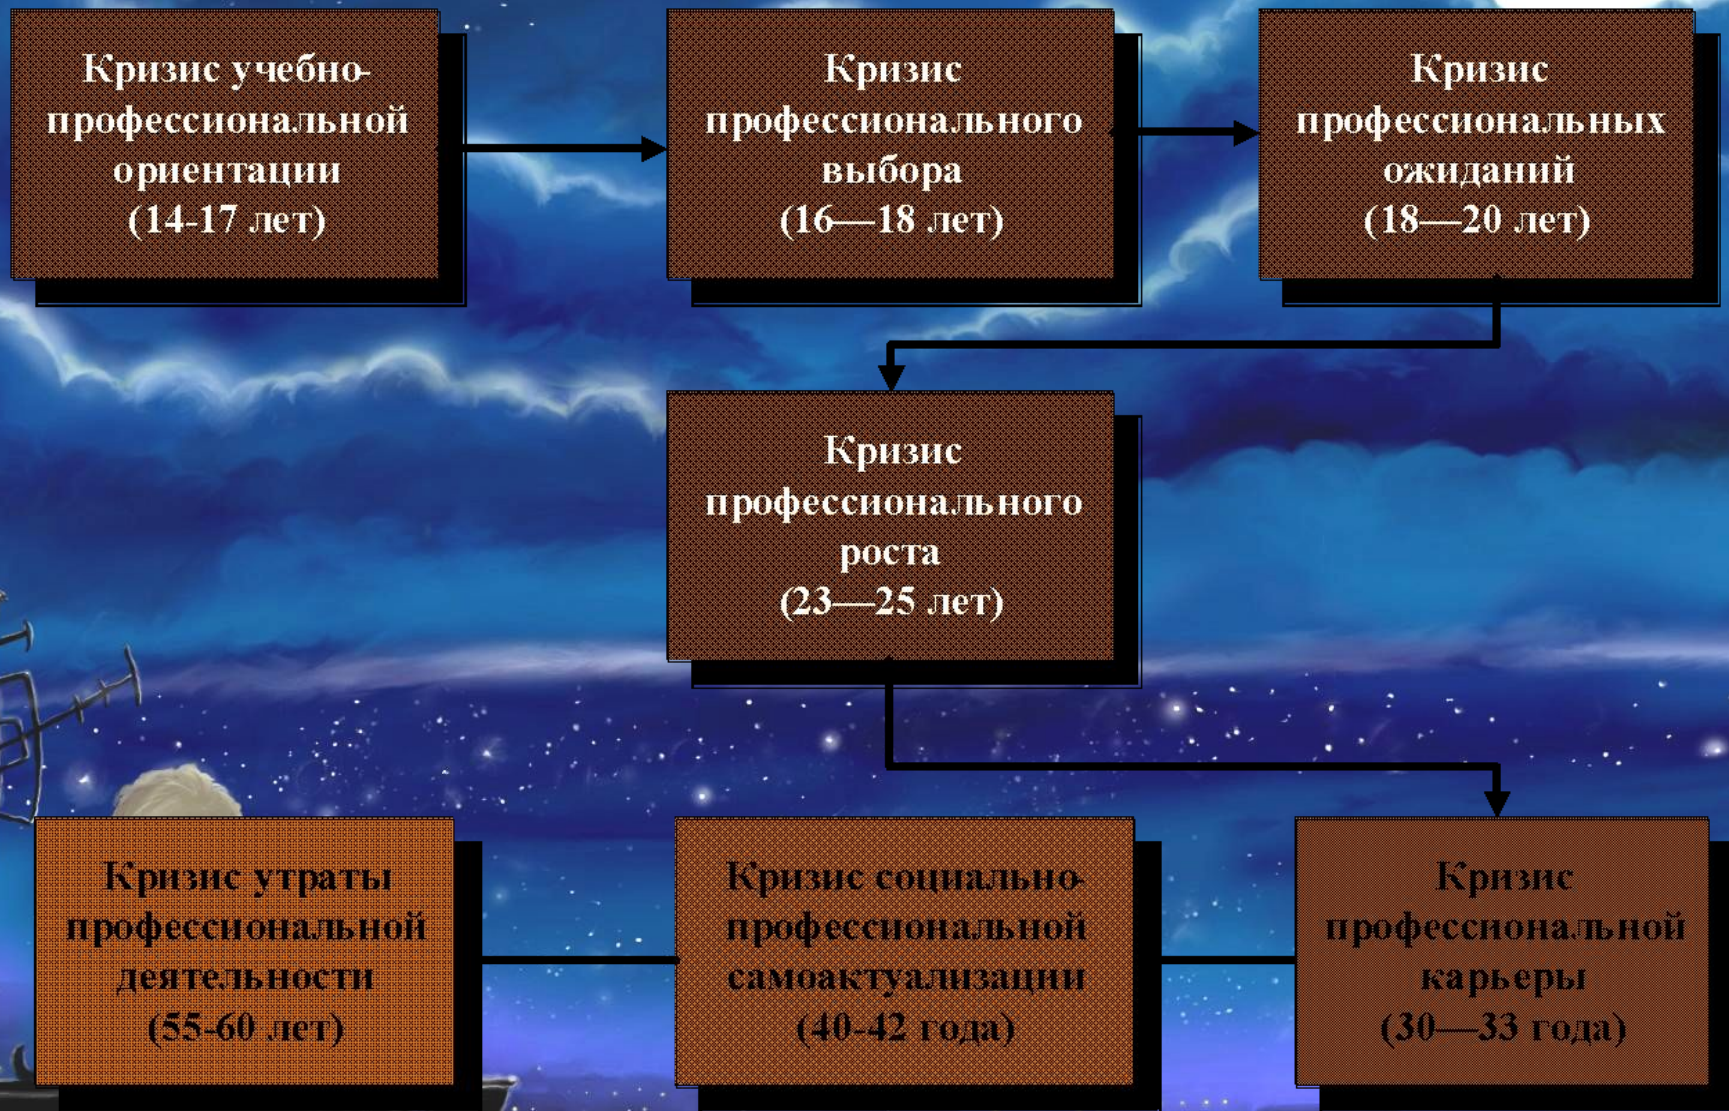 Кризис учебно-
профессиональной
ориентации
(14-17 лет)
Кризис
профессионального
выбора
(16—18 лет)
Кризис
профессиональных
ожиданий
(18—20 лет)
Кризис
профессионального
роста
(23—25 лет)
Кризис утраты
профессиональной
деятельности
(55-60 лет)
Кризис социально-
профессиональной
самоактуализации
(40-42 года)
Кризис
профессиональной
карьеры
(30—33 года)